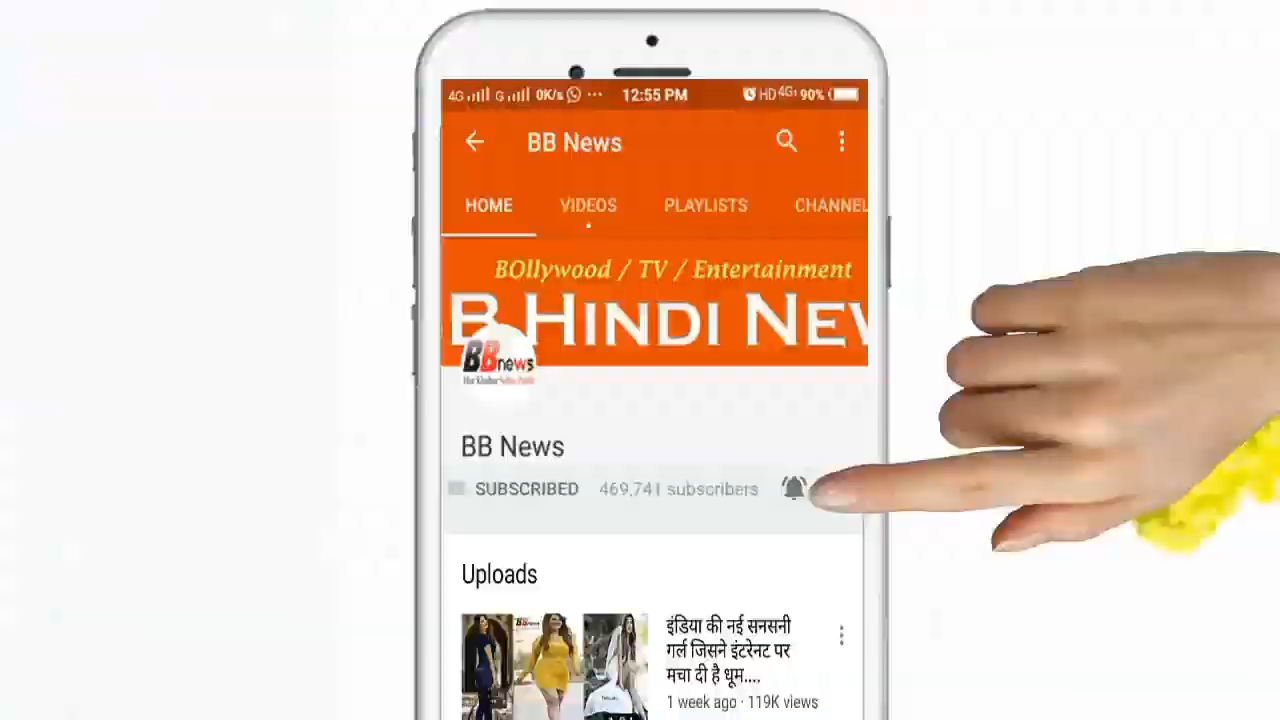 4G G 0K/s 12:55 PM HD 4G 90%
BB News
HOME VIDEOS PLAYLISTS CHANNEL
BOllywood / TV / Entertainment
B HINDI NEW
BBnews
BB News
SUBSCRIBED 469,741 subscribers
Uploads
इंडिया की नई सनसनी
गर्ल जिसने इंटरनेट पर
मचा दी है धूम....
1 week ago · 119K views